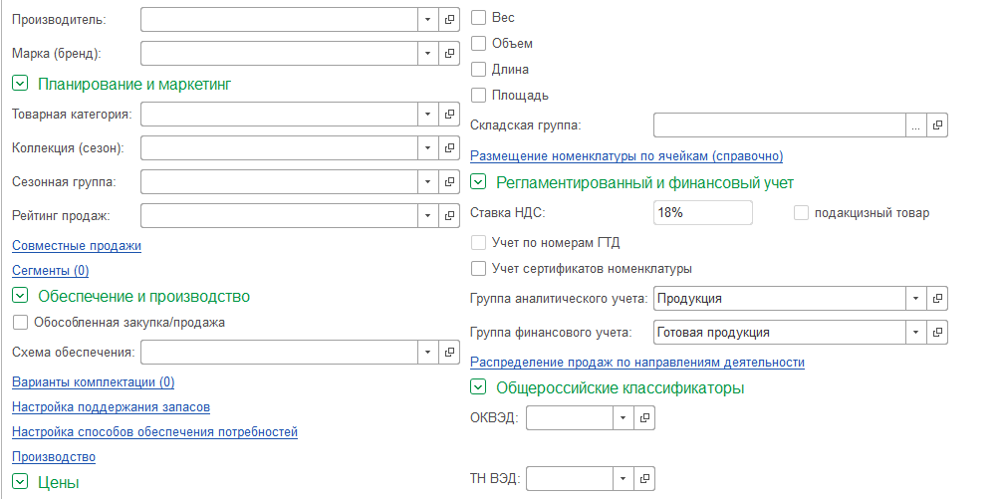 Производитель:
Марка (бренд):
Планирование и маркетинг
Товарная категория:
Коллекция (сезон):
Сезонная группа:
Рейтинг продаж:
Совместные продажи
Сегменты (0)
Обеспечение и производство
Обособленная закупка/продажа
Схема обеспечения:
Варианты комплектации (0)
Настройка поддержания запасов
Настройка способов обеспечения потребностей
Производство
Цены
Вес
Объем
Длина
Площадь
Складская группа: ...
Размещение номенклатуры по ячейкам (справочно)
Регламентированный и финансовый учет
Ставка НДС: 18% подакцизный товар
Учет по номерам ГТД
Учет сертификатов номенклатуры
Группа аналитического учета: Продукция
Группа финансового учета: Готовая продукция
Распределение продаж по направлениям деятельности
Общероссийские классификаторы
ОКВЭД:
ТН ВЭД: